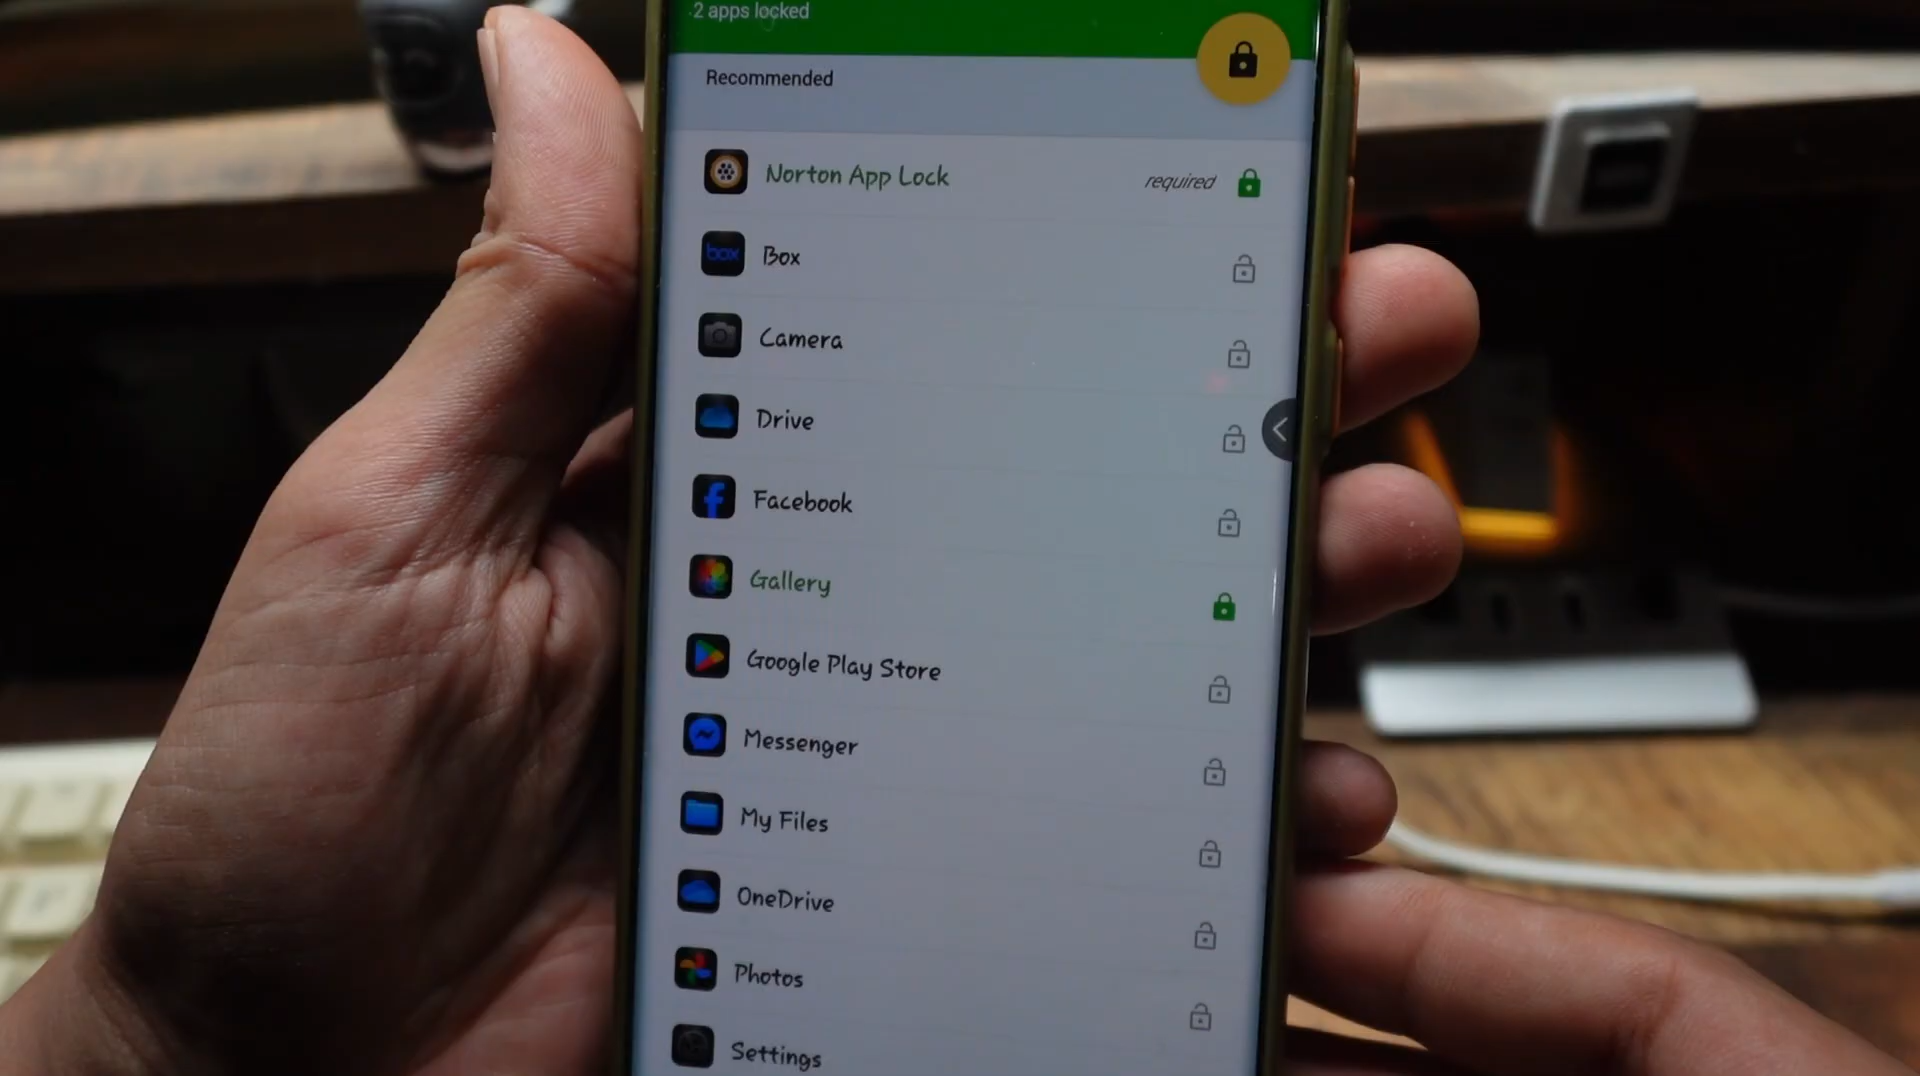 2 apps locked
Recommended
Norton App Lock required
box Box
Camera
Drive
Facebook
Gallery
Google Play Store
Messenger
My Files
OneDrive
Photos
Settings